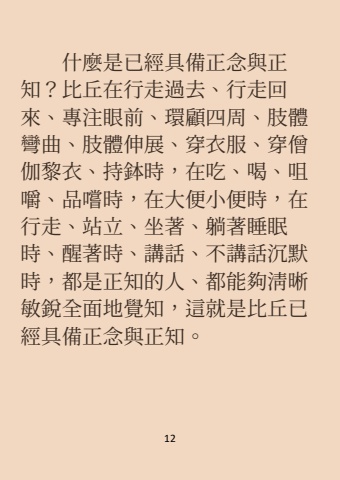 什麼是已經具備正念與正
知？比丘在行走過去、行走回
來、專注眼前、環顧四周、肢體
彎曲、肢體伸展、穿衣服、穿僧
伽黎衣、持鉢時，在吃、喝、咀
嚼、品嚐時，在大便小便時，在
行走、站立、坐著、躺著睡眠
時、醒著時、講話、不講話沉默
時，都是正知的人、都能夠清晰
敏銳全面地覺知，這就是比丘已
經具備正念與正知。
12